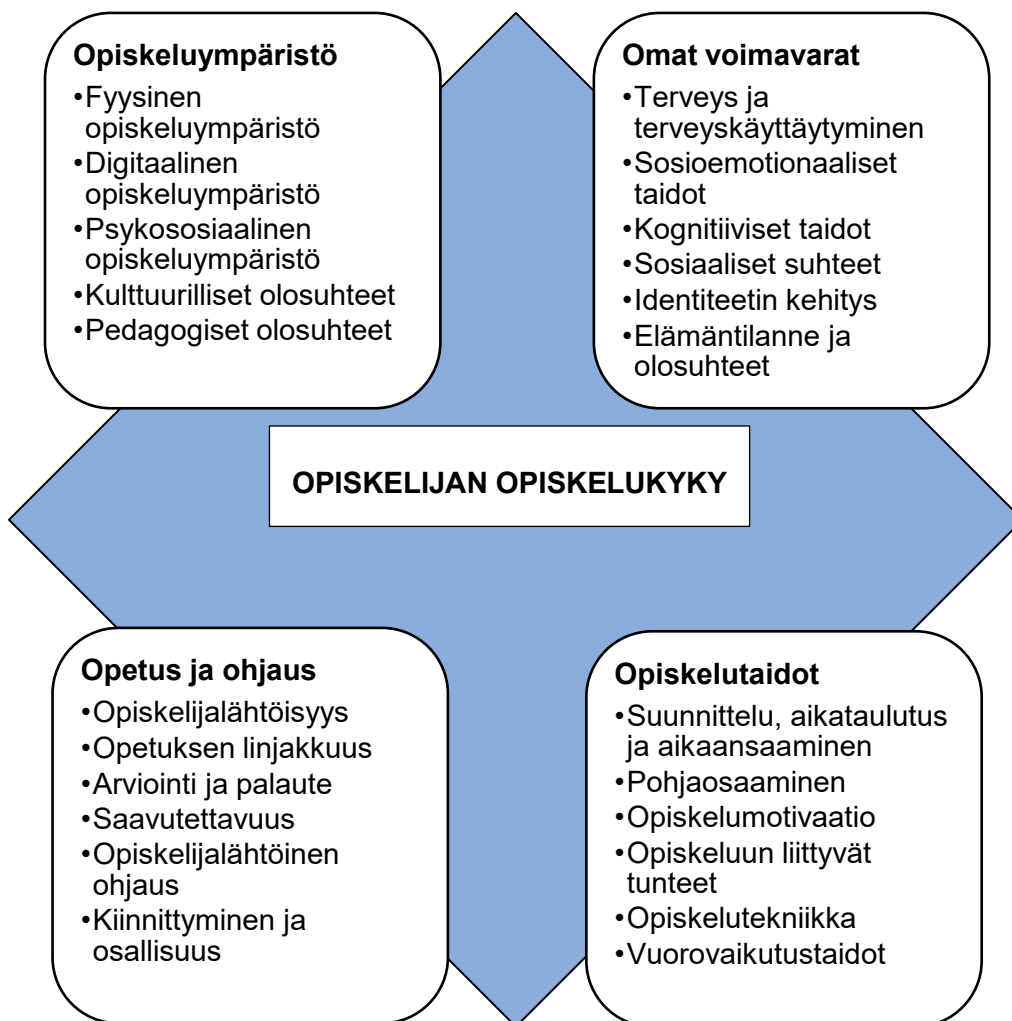 Opiskeluympäristö
•Fyysinen
opiskeluympäristö
•Digitaalinen
opiskeluympäristö
•Psykososiaalinen
opiskeluympäristö
•Kulttuurilliset olosuhteet
•Pedagogiset olosuhteet
Omat voimavarat
•Terveys ja
terveyskäyttäytyminen
•Sosioemotionaaliset
taidot
•Kognitiiviset taidot
•Sosiaaliset suhteet
•Identiteetin kehitys
•Elämäntilanne ja
olosuhteet
OPISKELIJAN OPISKELUKYKY
Opetus ja ohjaus
•Opiskelijalähtöisyys
•Opetuksen linjakkuus
•Arviointi ja palaute
•Saavutettavuus
•Opiskelijalähtöinen
ohjaus
•Kiinnittyminen ja
osallisuus
Opiskelutaidot
•Suunnittelu, aikataulutus
ja aikaansaaminen
•Pohjaosaaminen
•Opiskelumotivaatio
•Opiskeluun liittyvät
tunteet
•Opiskelutekniikka
•Vuorovaikutustaidot